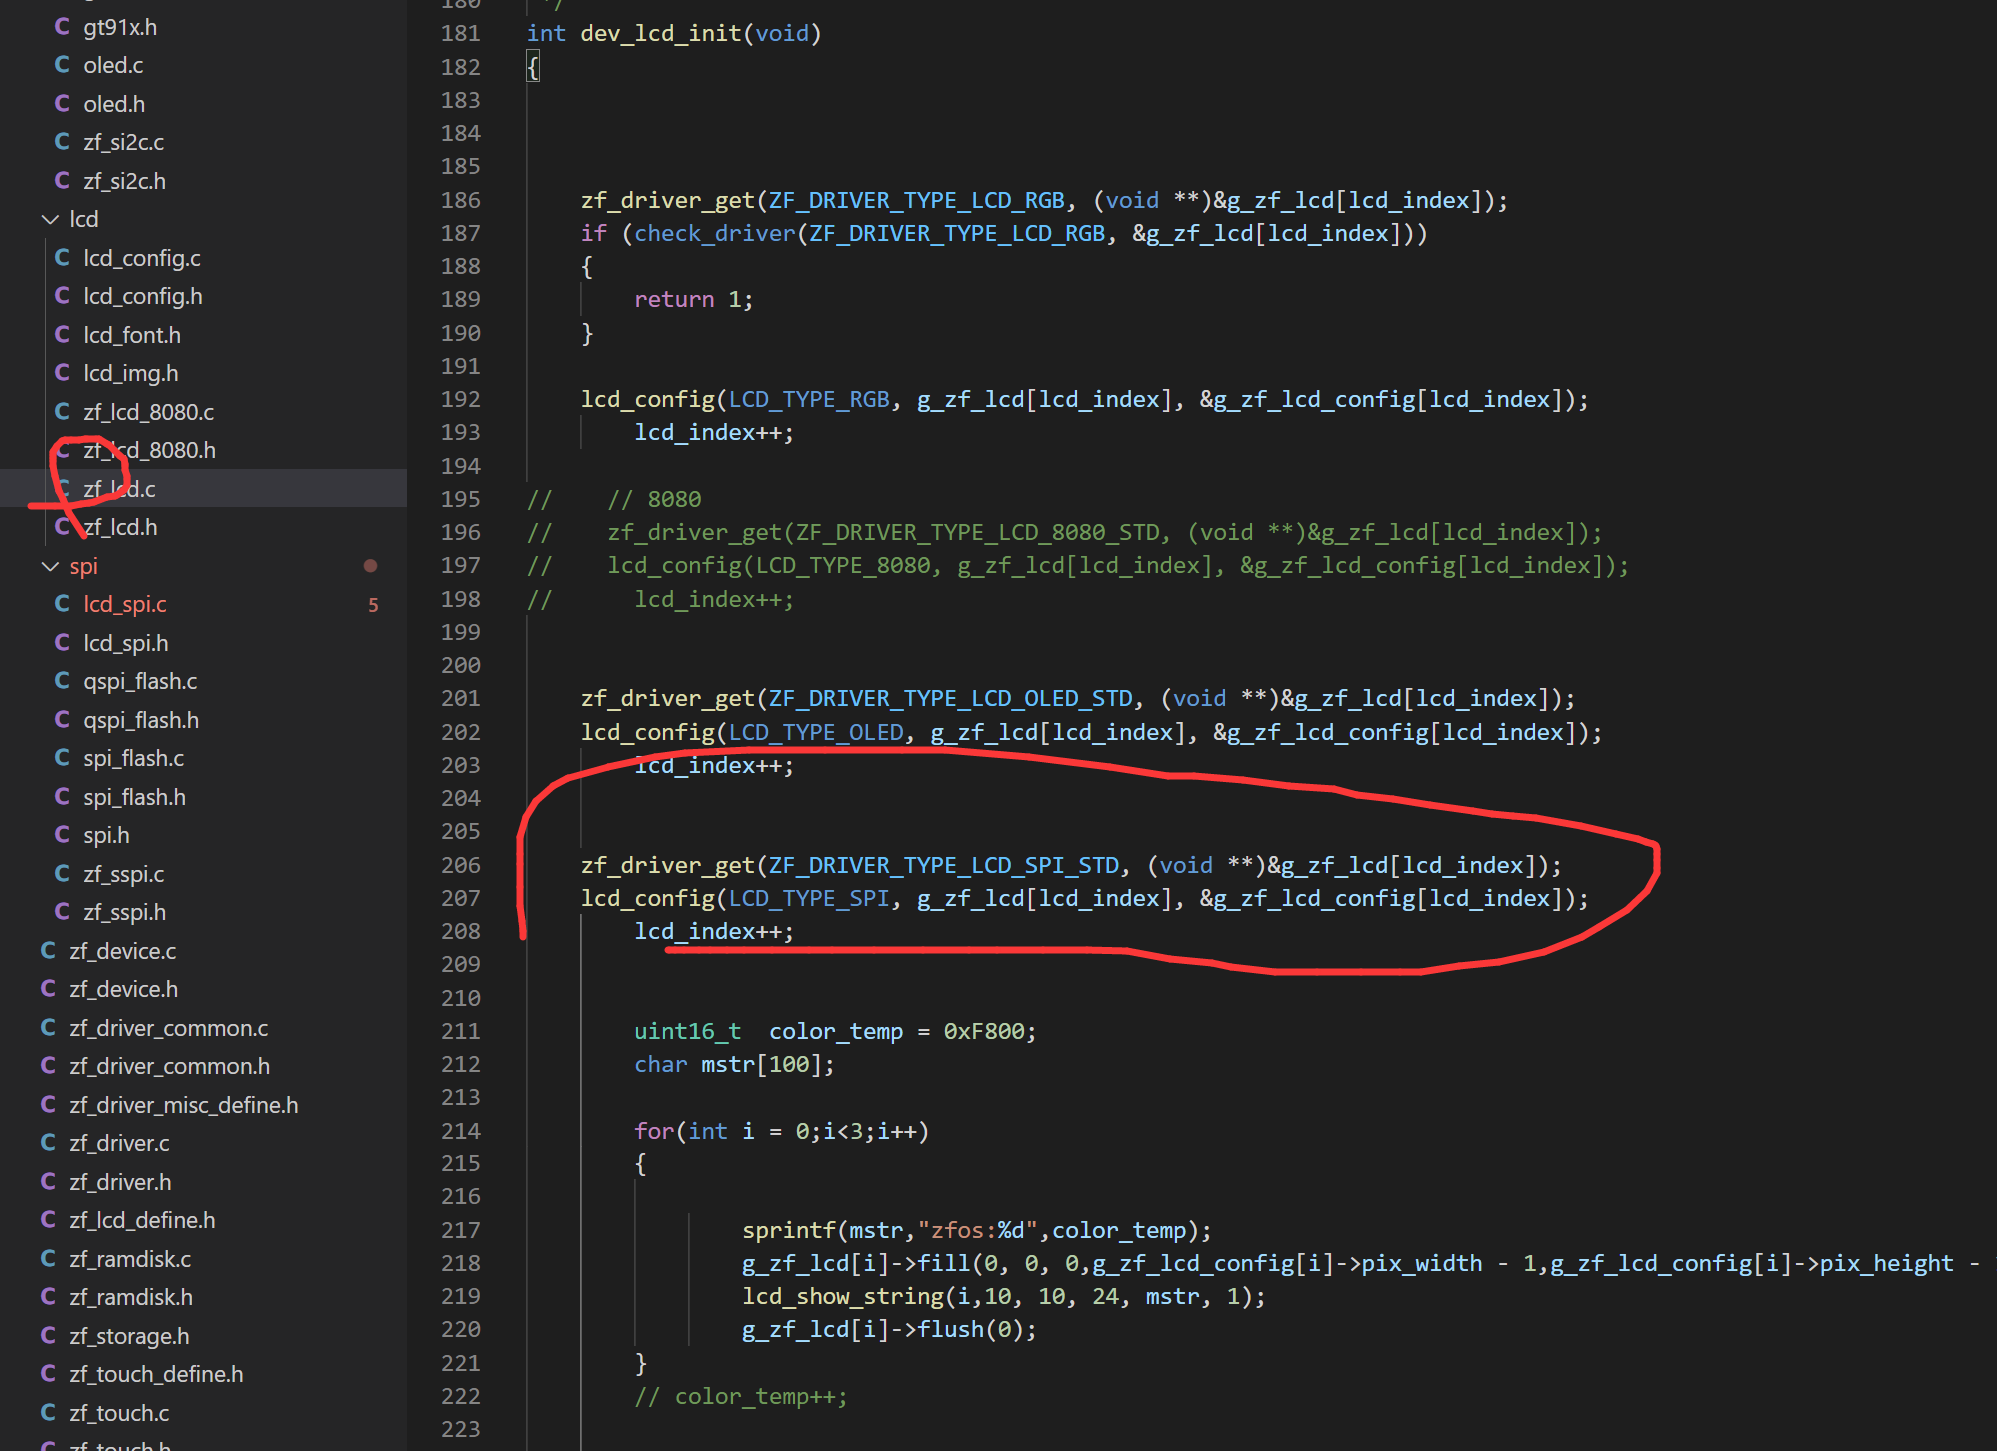 gt91x.h
oled.c
oled.h
zf_si2c.c
zf_si2c.h
lcd
lcd_config.c
lcd_config.h
lcd_font.h
lcd_img.h
zf_lcd_8080.c
zf_lcd_8080.h
zf_lcd.c
zf_lcd.h
spi
lcd_spi.c 5
lcd_spi.h
qspi_flash.c
qspi_flash.h
spi_flash.c
spi_flash.h
spi.h
zf_sspi.c
zf_sspi.h
zf_device.c
zf_device.h
zf_driver_common.c
zf_driver_common.h
zf_driver_misc_define.h
zf_driver.c
zf_driver.h
zf_lcd_define.h
zf_ramdisk.c
zf_ramdisk.h
zf_storage.h
zf_touch_define.h
zf_touch.c
zf_touch.h
180 */
181 int dev_lcd_init(void)
182 {
183
184
185
186 zf_driver_get(ZF_DRIVER_TYPE_LCD_RGB, (void **)&g_zf_lcd[lcd_index]);
187 if (check_driver(ZF_DRIVER_TYPE_LCD_RGB, &g_zf_lcd[lcd_index]))
188 {
189 return 1;
190 }
191
192 lcd_config(LCD_TYPE_RGB, g_zf_lcd[lcd_index], &g_zf_lcd_config[lcd_index]);
193 lcd_index++;
194
195 // // 8080
196 // zf_driver_get(ZF_DRIVER_TYPE_LCD_8080_STD, (void **)&g_zf_lcd[lcd_index]);
197 // lcd_config(LCD_TYPE_8080, g_zf_lcd[lcd_index], &g_zf_lcd_config[lcd_index]);
198 // lcd_index++;
199
200
201 zf_driver_get(ZF_DRIVER_TYPE_LCD_OLED_STD, (void **)&g_zf_lcd[lcd_index]);
202 lcd_config(LCD_TYPE_OLED, g_zf_lcd[lcd_index], &g_zf_lcd_config[lcd_index]);
203 lcd_index++;
204
205
206 zf_driver_get(ZF_DRIVER_TYPE_LCD_SPI_STD, (void **)&g_zf_lcd[lcd_index]);
207 lcd_config(LCD_TYPE_SPI, g_zf_lcd[lcd_index], &g_zf_lcd_config[lcd_index]);
208 lcd_index++;
209
210
211 uint16_t color_temp = 0xF800;
212 char mstr[100];
213
214 for(int i = 0;i<3;i++)
215 {
216
217 sprintf(mstr,"zfos:%d",color_temp);
218 g_zf_lcd[i]->fill(0, 0, 0,g_zf_lcd_config[i]->pix_width - 1,g_zf_lcd_config[i]->pix_height -
219 lcd_show_string(i,10, 10, 24, mstr, 1);
220 g_zf_lcd[i]->flush(0);
221 }
222 // color_temp++;
223